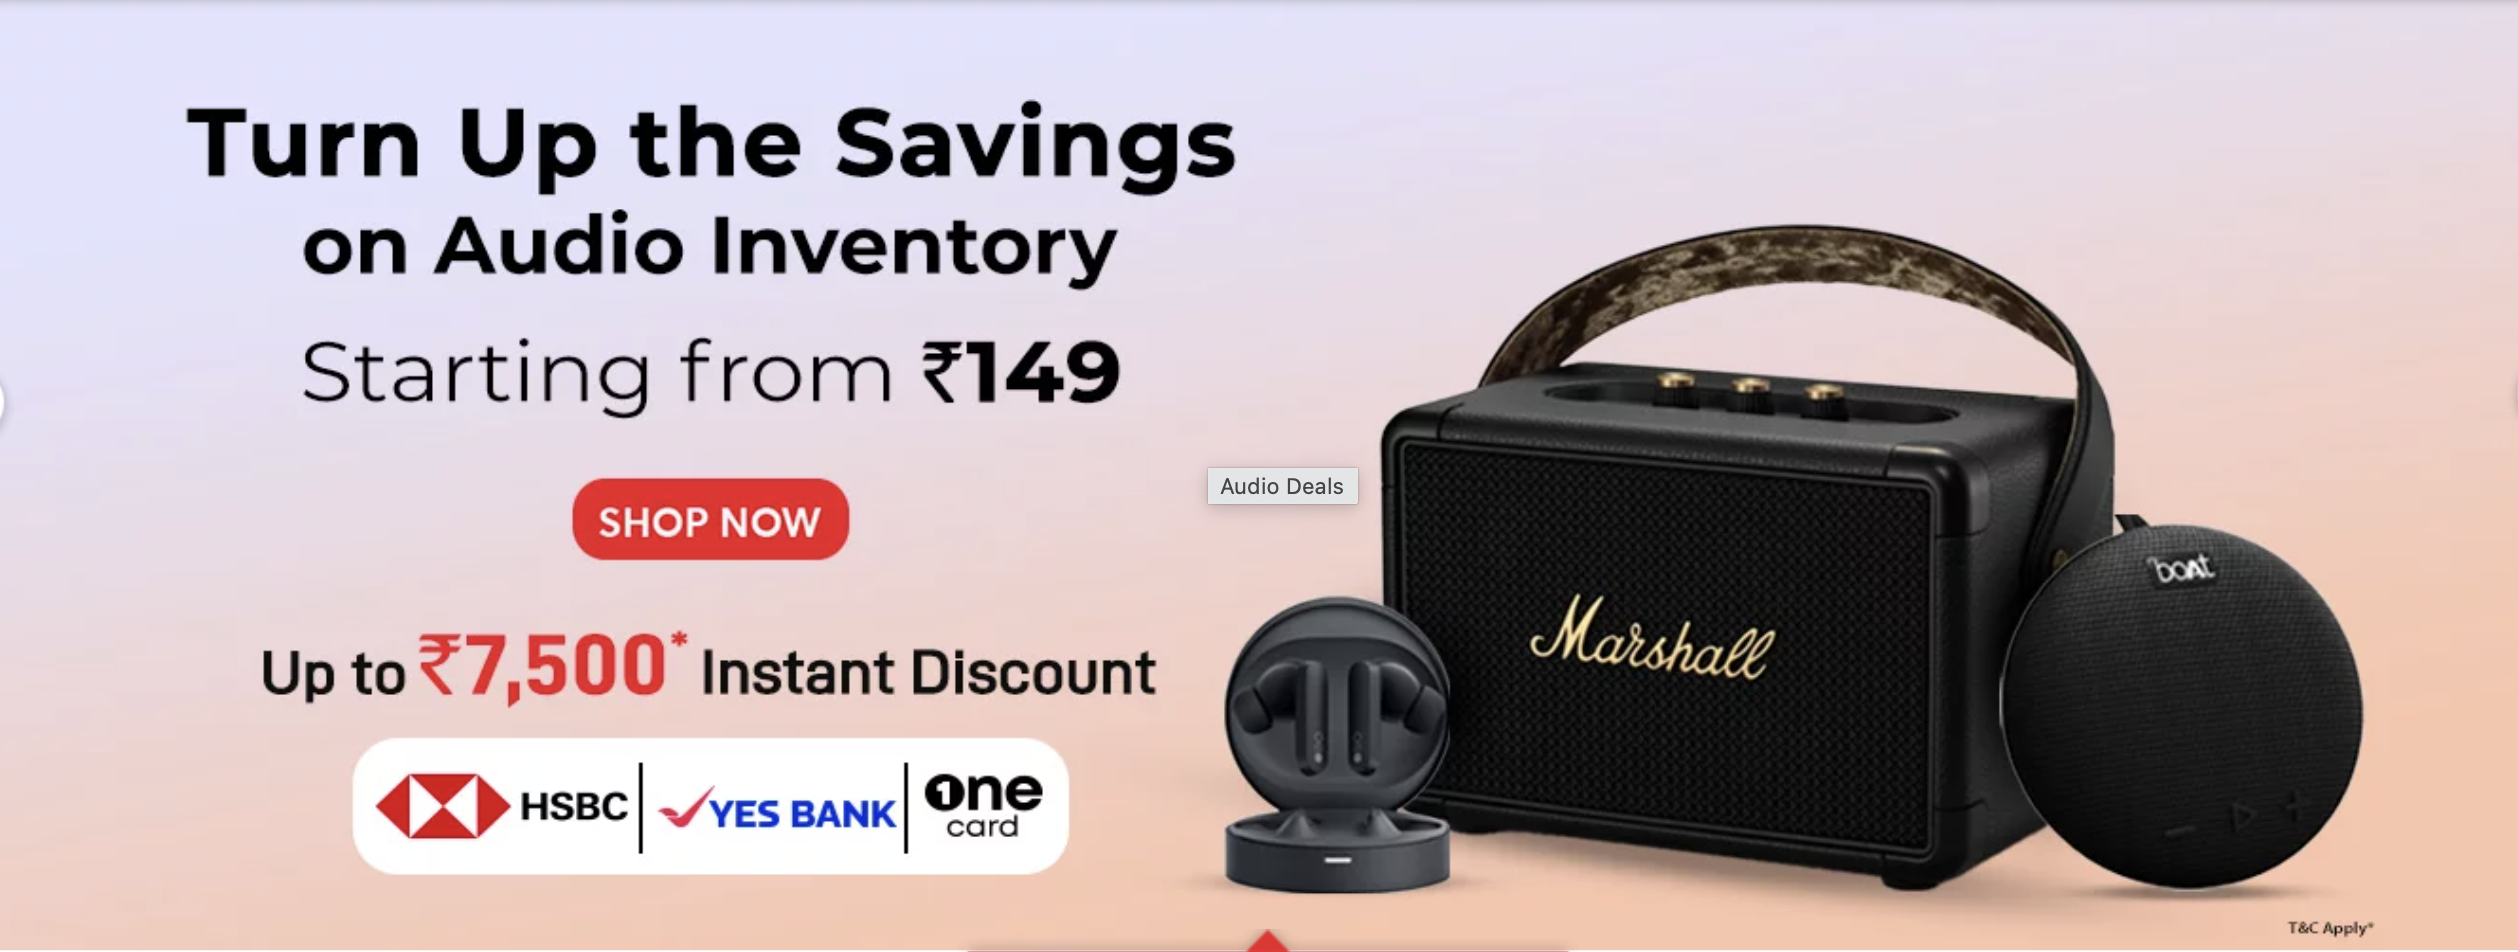 Turn Up the Savings
on Audio Inventory
Starting from ₹149
SHOP NOW
Audio Deals
Up to ₹7,500* Instant Discount
HSBC
YES BANK
one
card
Marshall
boAt
T&C Apply*